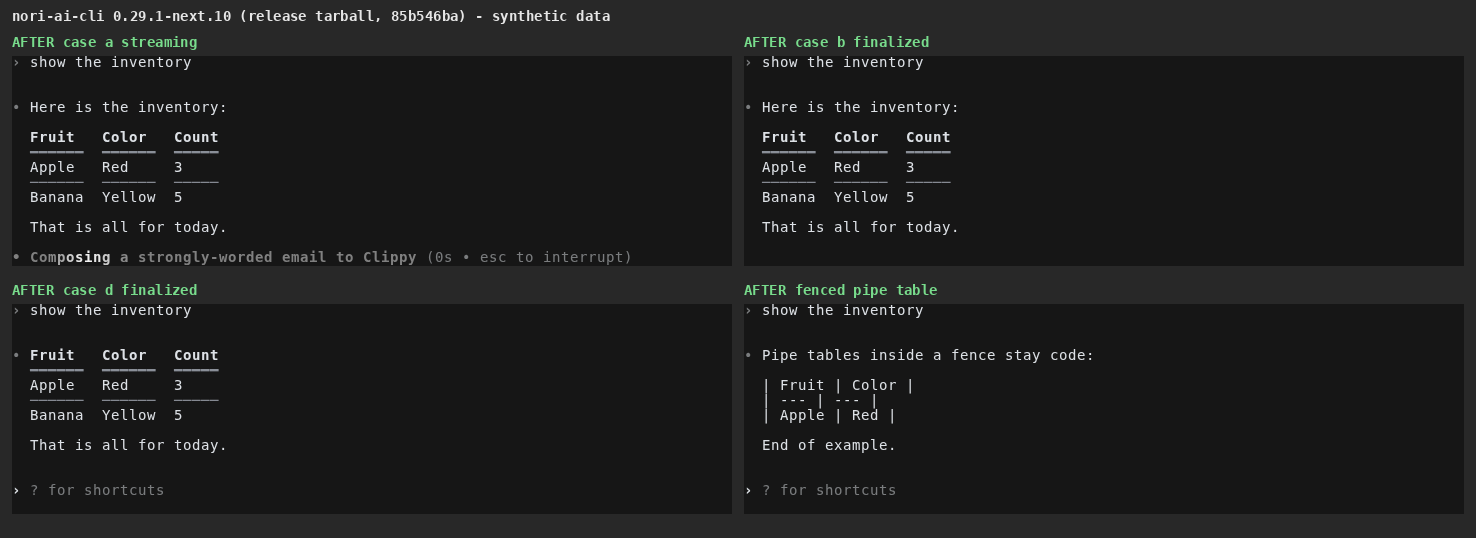 nori-ai-cli 0.29.1-next.10 (release tarball, 85b546ba) - synthetic data
AFTER case a streaming
› show the inventory
• Here is the inventory:
Fruit Color Count
Apple Red 3
Banana Yellow 5
That is all for today.
• Composing a strongly-worded email to Clippy (0s • esc to interrupt)
AFTER case b finalized
› show the inventory
• Here is the inventory:
Fruit Color Count
Apple Red 3
Banana Yellow 5
That is all for today.
AFTER case d finalized
› show the inventory
• Fruit Color Count
Apple Red 3
Banana Yellow 5
That is all for today.
› ? for shortcuts
AFTER fenced pipe table
› show the inventory
• Pipe tables inside a fence stay code:
| Fruit | Color |
| --- | --- |
| Apple | Red |
End of example.
› ? for shortcuts